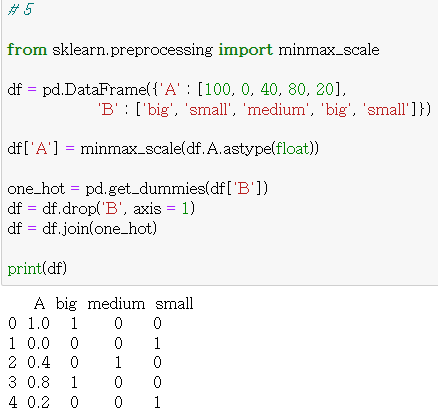 # 5
from sklearn.preprocessing import minmax_scale
df = pd.DataFrame({'A' : [100, 0, 40, 80, 20],
'B' : ['big', 'small', 'medium', 'big', 'small']})
df['A'] = minmax_scale(df.A.astype(float))
one_hot = pd.get_dummies(df['B'])
df = df.drop('B', axis = 1)
df = df.join(one_hot)
print(df)
A big medium small
0 1.0 1 0 0
1 0.0 0 0 1
2 0.4 0 1 0
3 0.8 1 0 0
4 0.2 0 0 1